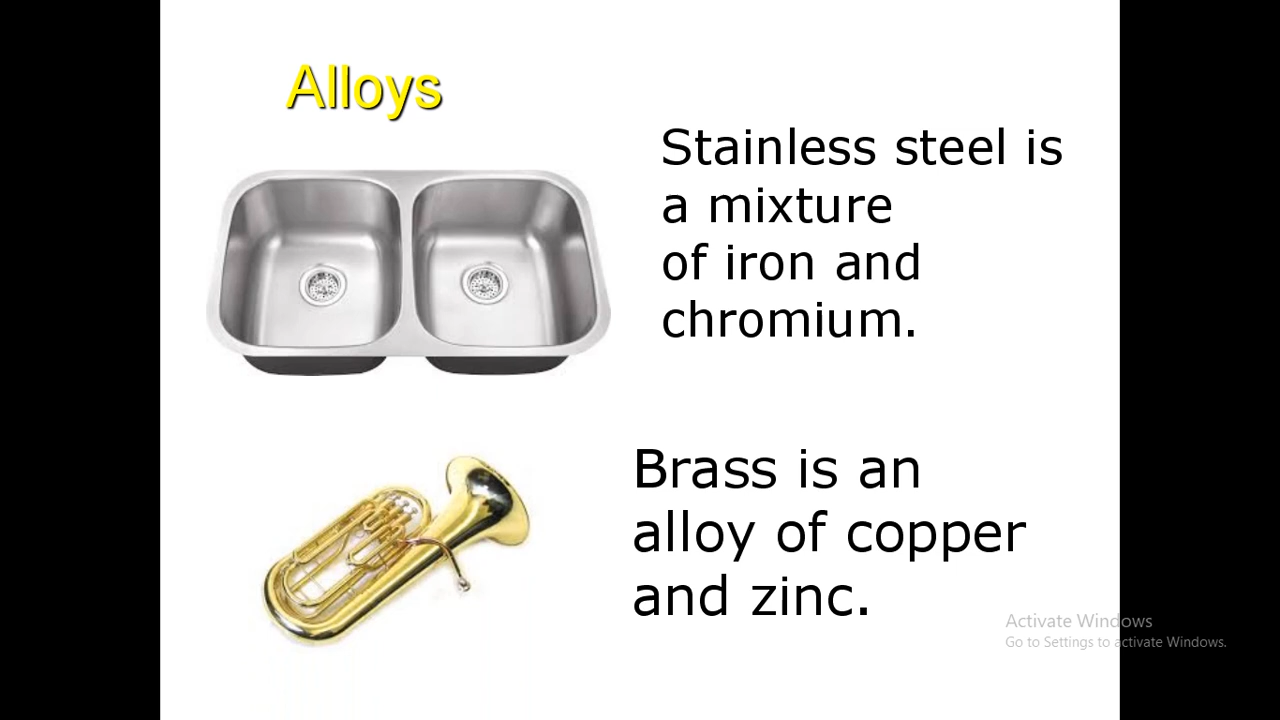 Alloys
Stainless steel is
a mixture
of iron and
chromium.
Brass is an
alloy of copper
and zinc.
Activate Windows
Go to Settings to activate Windows.